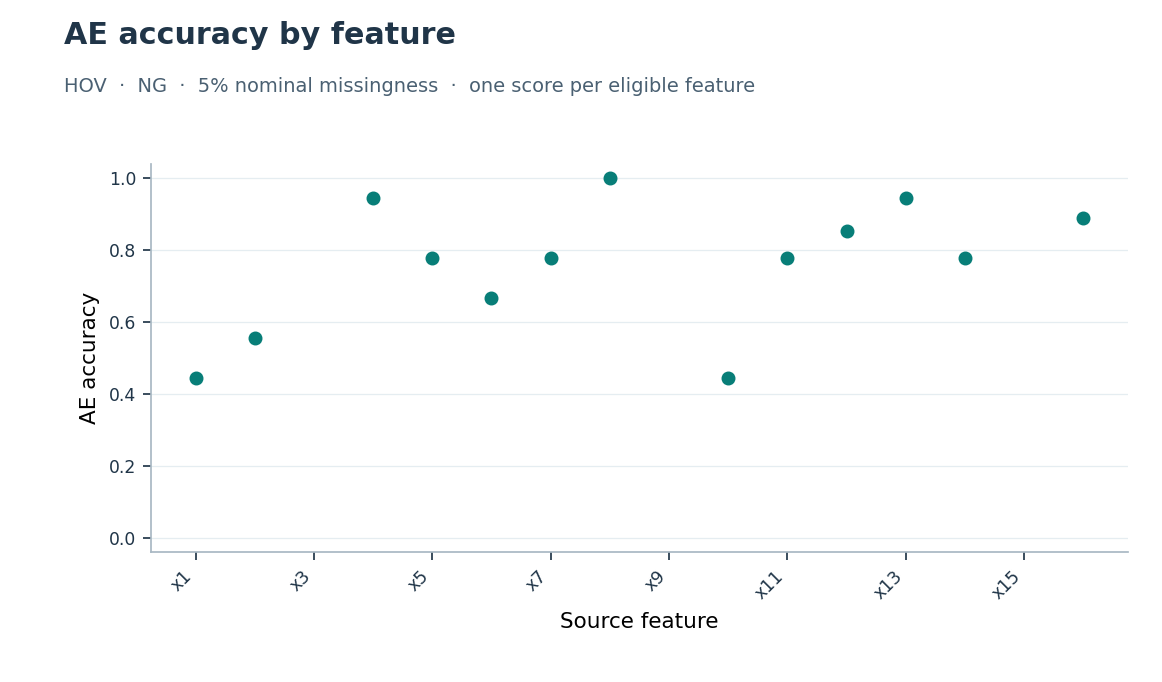 AE accuracy by feature
HOV · NG · 5% nominal missingness · one score per eligible feature
1.0
0.8
0.6
0.4
0.2
0.0
AE accuracy
x1
x3
x5
x7
x9
x11
x13
x15
Source feature